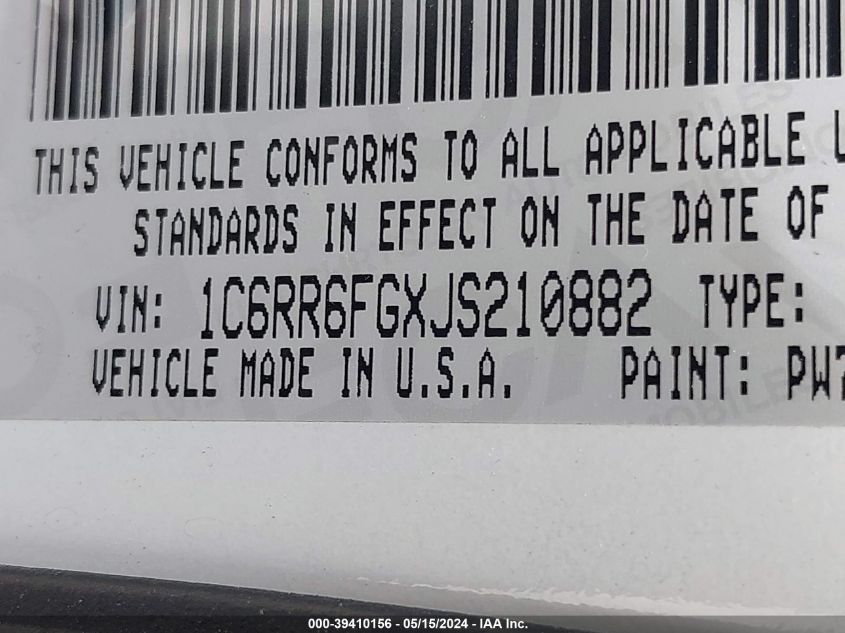 THIS VEHICLE CONFORMS TO ALL APPLICABLE
STANDARDS IN EFFECT ON THE DATE OF
VIN: 1C6RR6FGXJS210882 TYPE:
VEHICLE MADE IN U.S.A. PAINT: PW7
000-39410156 - 05/15/2024 - IAA Inc.